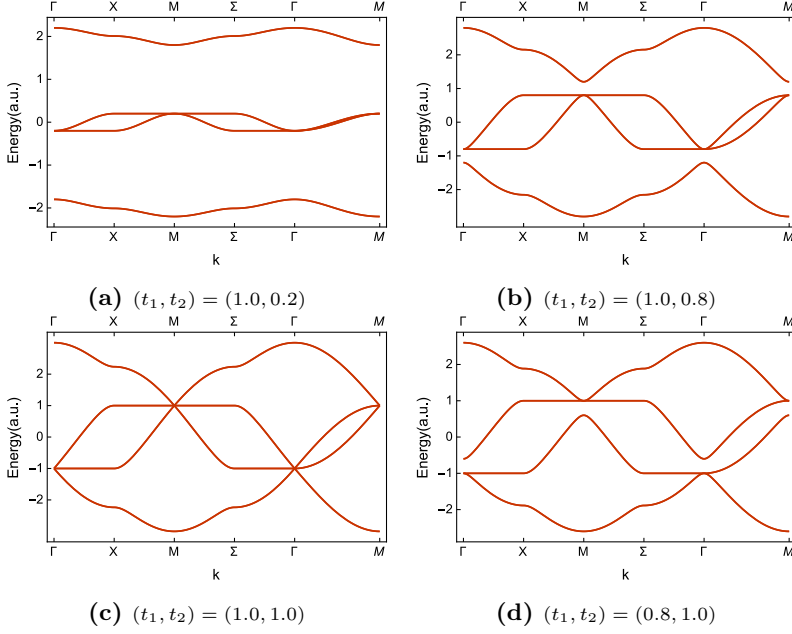 Γ X M Σ Γ M
Energy(a.u.)
2
1
0
−1
−2
Γ X M Σ Γ M
k
(a) (t₁, t₂) = (1.0, 0.2)
Γ X M Σ Γ M
Energy(a.u.)
2
1
0
−1
−2
Γ X M Σ Γ M
k
(b) (t₁, t₂) = (1.0, 0.8)
Γ X M Σ Γ M
Energy(a.u.)
2
1
0
−1
−2
Γ X M Σ Γ M
k
(c) (t₁, t₂) = (1.0, 1.0)
Γ X M Σ Γ M
Energy(a.u.)
2
1
0
−1
−2
Γ X M Σ Γ M
k
(d) (t₁, t₂) = (0.8, 1.0)